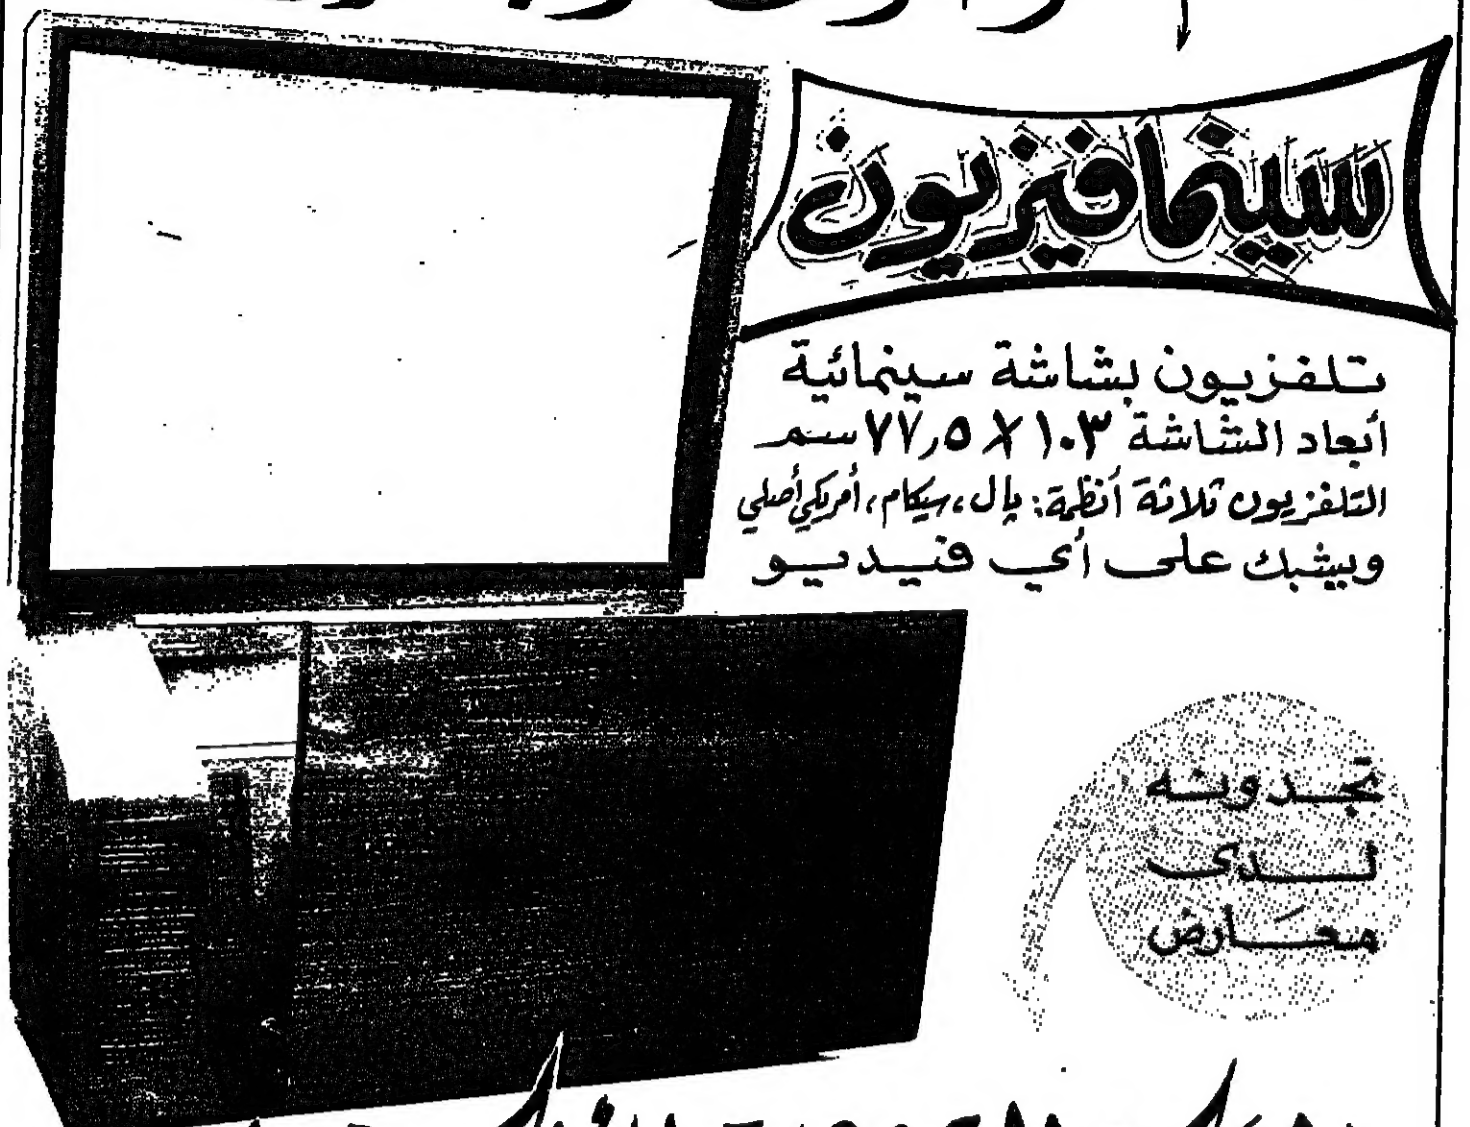 سينمافيزيون
تلفزيون بشاشة سينمائية
أبعاد الشاشة ١٠٣ X ٧٧,٥ سم
التلفزيون ثلاثة أنظمة: پال، سيكام، أمريكي أصلي
ويشبك على أي فيديو
تجدونه
لدى
معارض